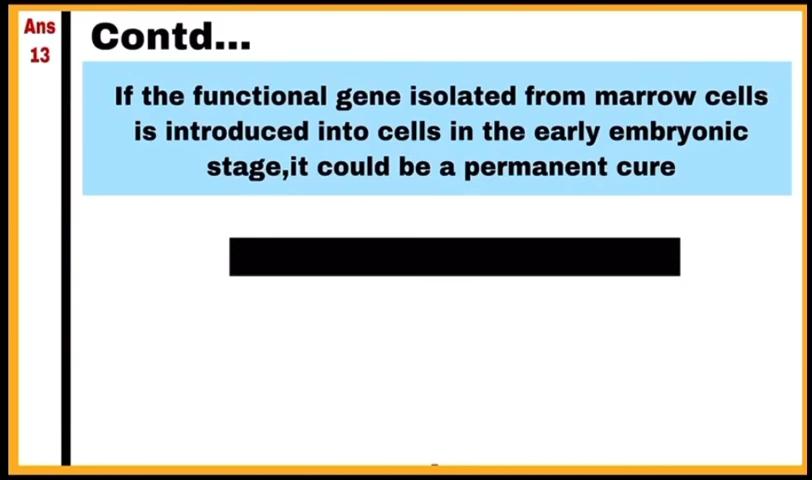 Ans
13
Contd...
If the functional gene isolated from marrow cells
is introduced into cells in the early embryonic
stage,it could be a permanent cure